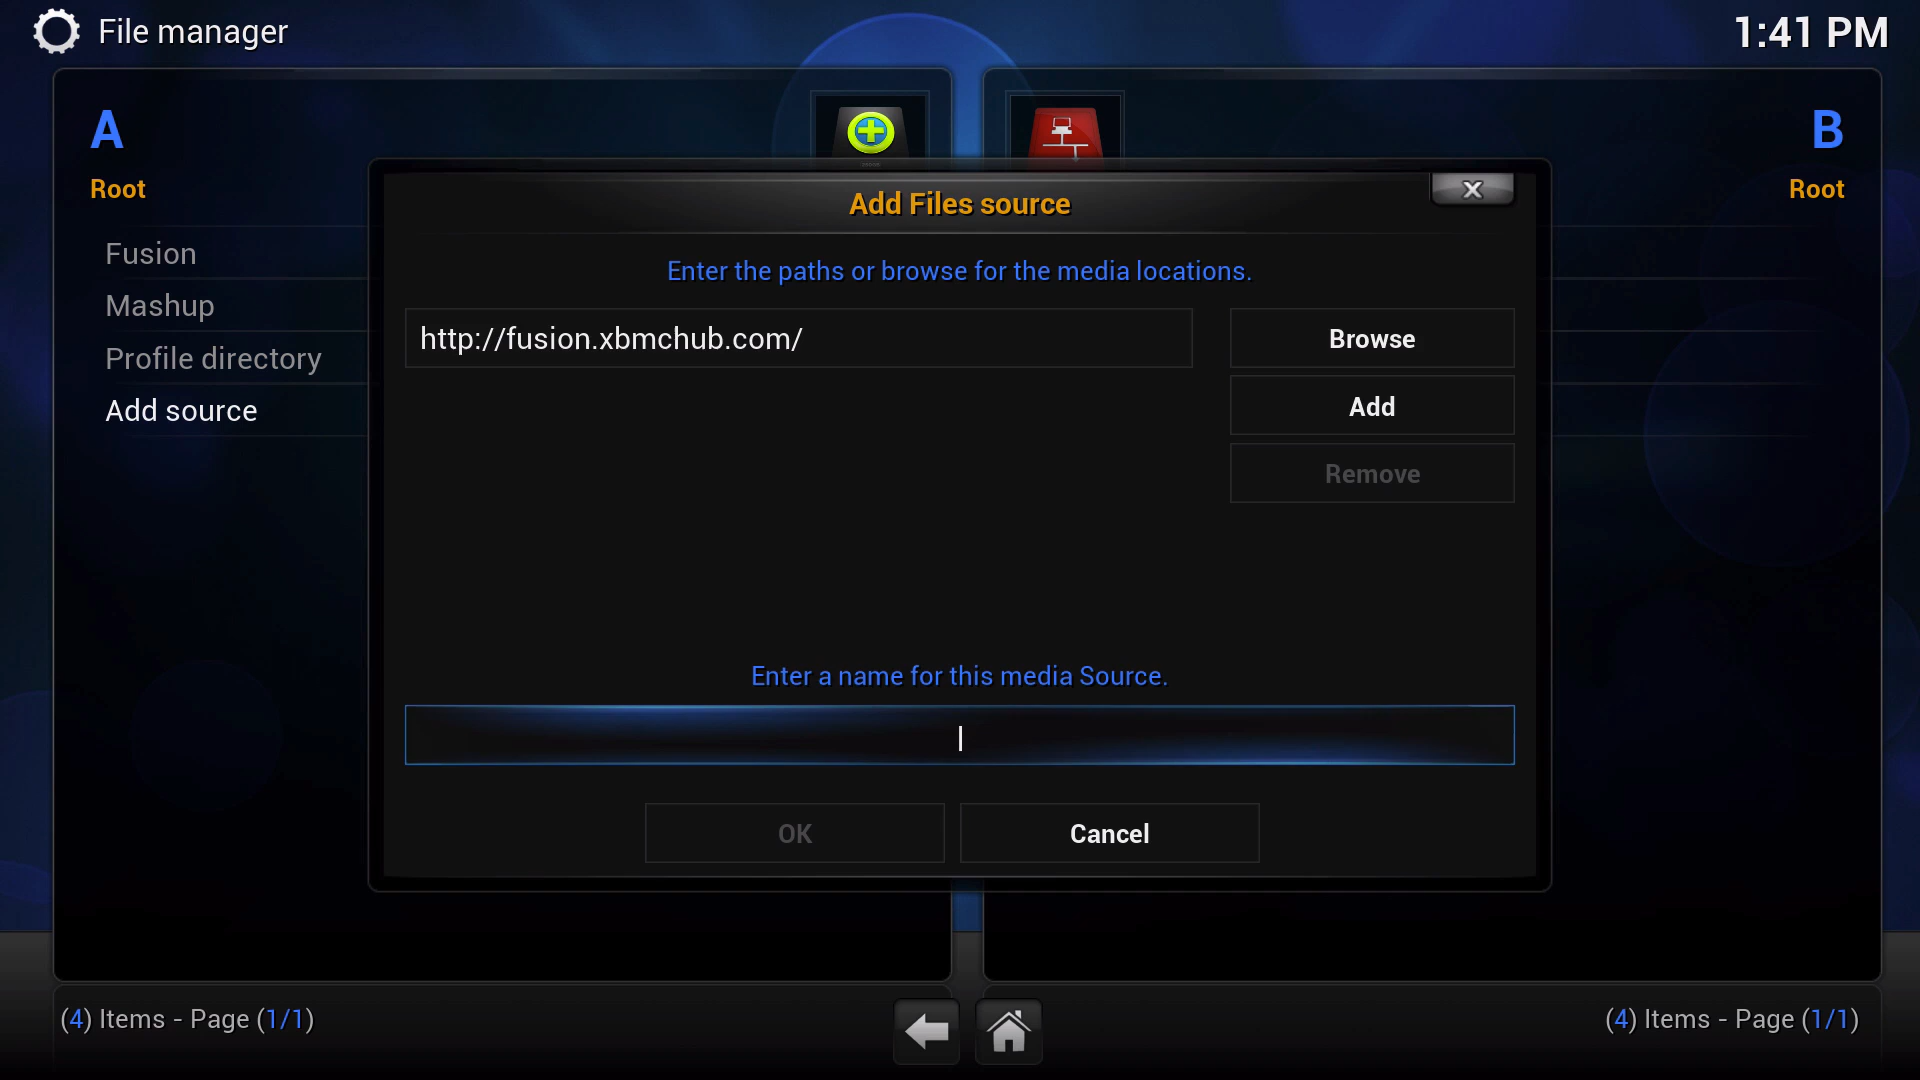 File manager
1:41 PM
A
B
Root
Root
Fusion
Mashup
Profile directory
Add source
Add Files source
Enter the paths or browse for the media locations.
http://fusion.xbmchub.com/
Browse
Add
Remove
Enter a name for this media Source.
OK
Cancel
(4) Items - Page (1/1)
(4) Items - Page (1/1)